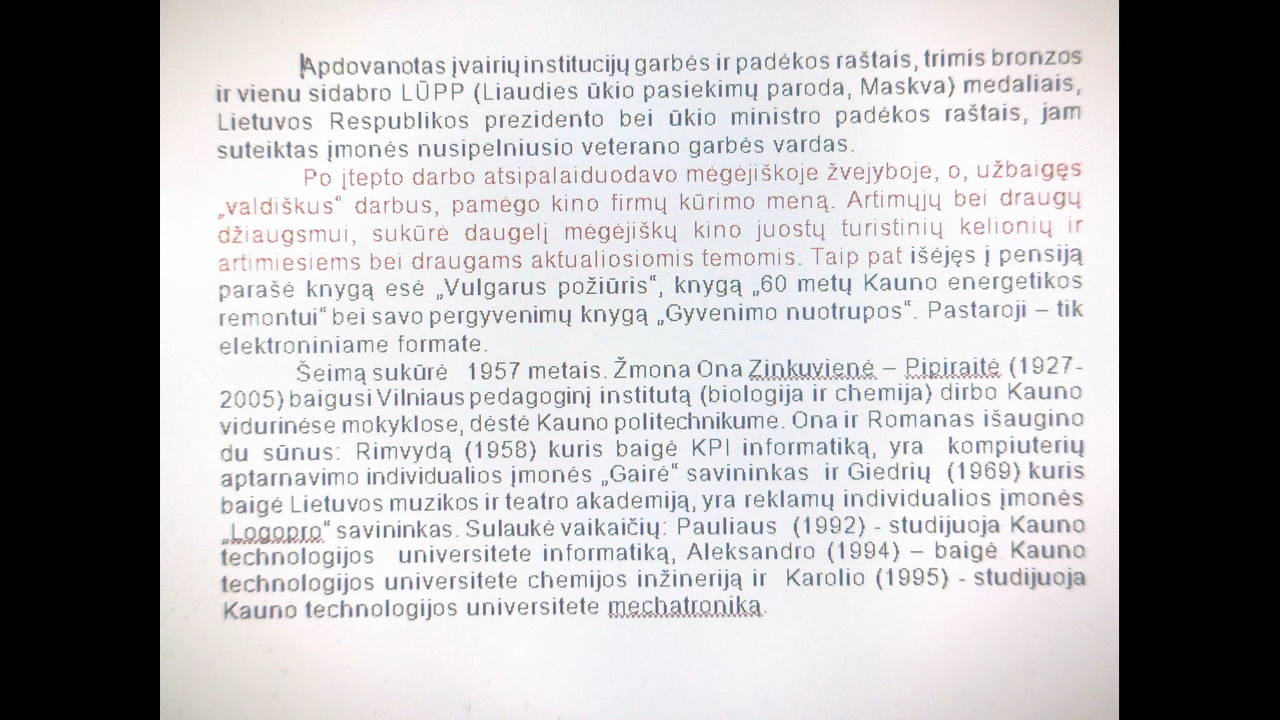 Apdovanotas įvairių institucijų garbės ir padėkos raštais, trimis bronzos
ir vienu sidabro LŪPP (Liaudies ūkio pasiekimų paroda, Maskva) medaliais,
Lietuvos Respublikos prezidento bei ūkio ministro padėkos raštais, jam
suteiktas įmonės nusipelniusio veterano garbės vardas.
Po įtepto darbo atsipalaiduodavo mėgėjiškoje žvejyboje, o, užbaigęs
„valdiškus“ darbus, pamėgo kino firmų kūrimo meną. Artimųjų bei draugų
džiaugsmui, sukūrė daugelį mėgėjiškų kino juostų turistinių kelionių ir
artimiesiems bei draugams aktualiosiomis temomis. Taip pat išėjęs į pensiją
parašė knygą esė „Vulgarus požiūris“, knygą „60 metų Kauno energetikos
remontui“ bei savo pergyvenimų knygą „Gyvenimo nuotrupos“. Pastaroji – tik
elektroniniame formate.
Šeimą sukūrė 1957 metais. Žmona Ona Zinkuvienė – Pipiraitė (1927-
2005) baigusi Vilniaus pedagoginį institutą (biologija ir chemija) dirbo Kauno
vidurinėse mokyklose, dėstė Kauno politechnikume. Ona ir Romanas išaugino
du sūnus: Rimvydą (1958) kuris baigė KPI informatiką, yra kompiuterių
aptarnavimo individualios įmonės „Gairė“ savininkas ir Giedrių (1969) kuris
baigė Lietuvos muzikos ir teatro akademiją, yra reklamų individualios įmonės
„Logopro“ savininkas. Sulaukė vaikaičių: Pauliaus (1992) - studijuoja Kauno
technologijos universitete informatiką, Aleksandro (1994) – baigė Kauno
technologijos universitete chemijos inžineriją ir Karolio (1995) - studijuoja
Kauno technologijos universitete mechatroniką.